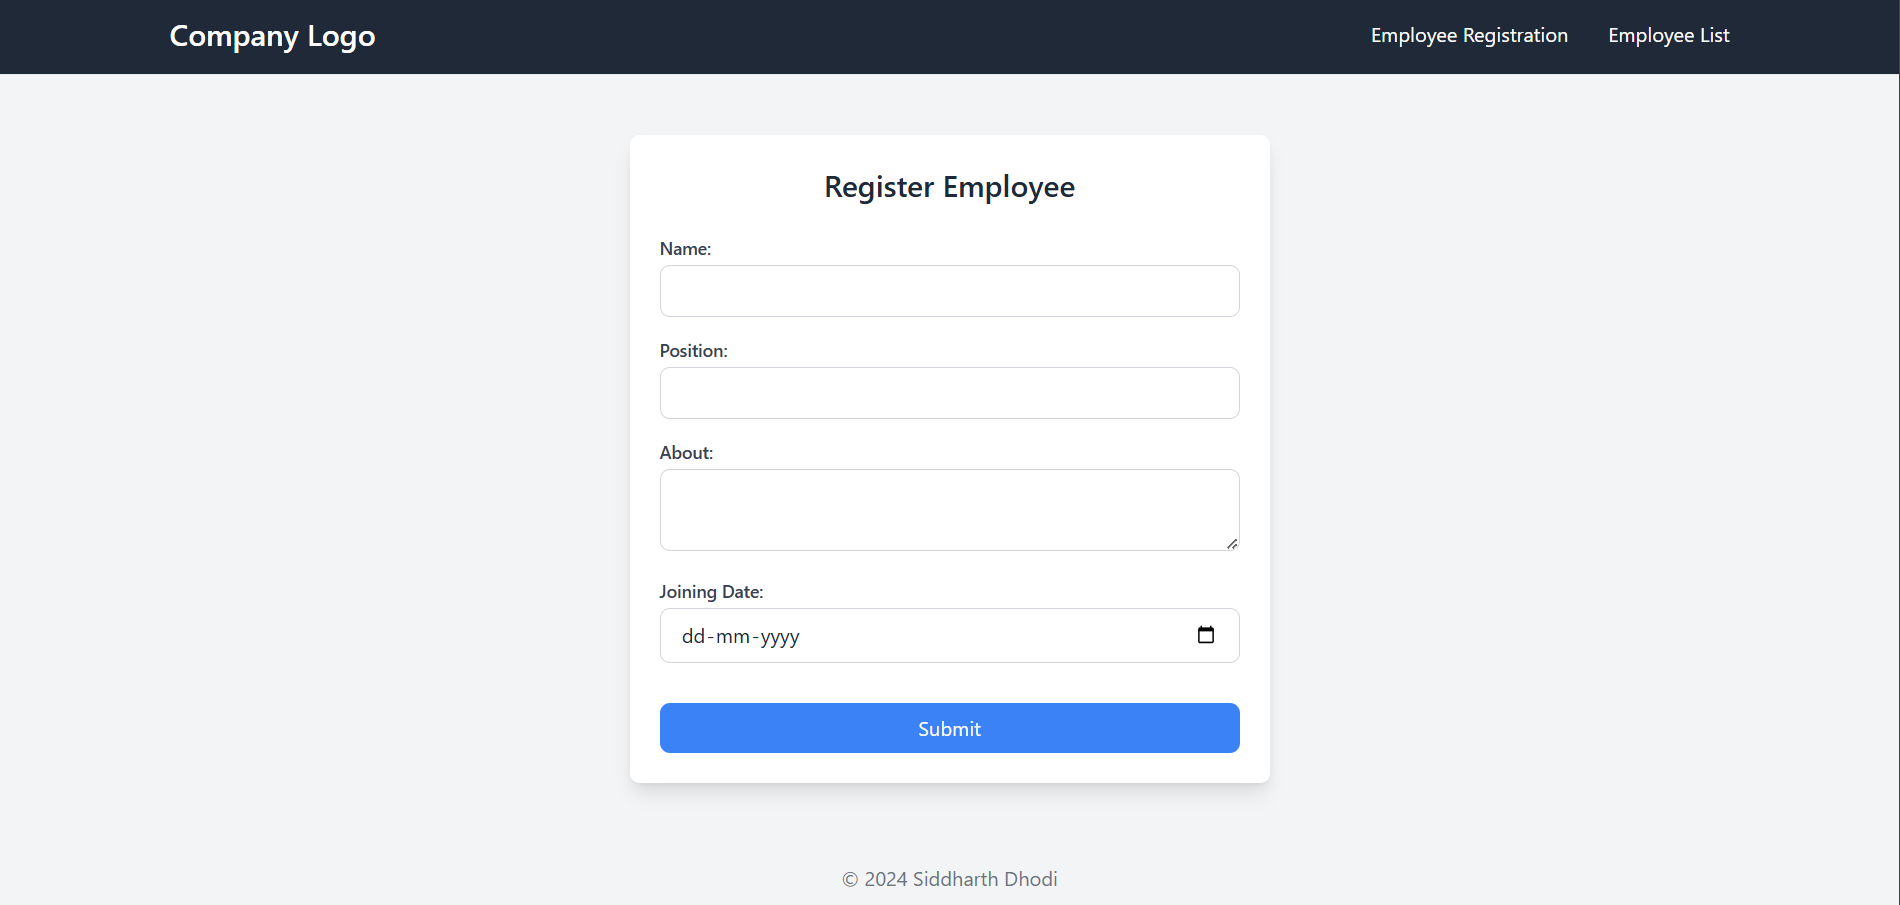 Company Logo
Employee Registration
Employee List
Register Employee
Name:
Position:
About:
Joining Date:
dd-mm-yyyy
Submit
© 2024 Siddharth Dhodi